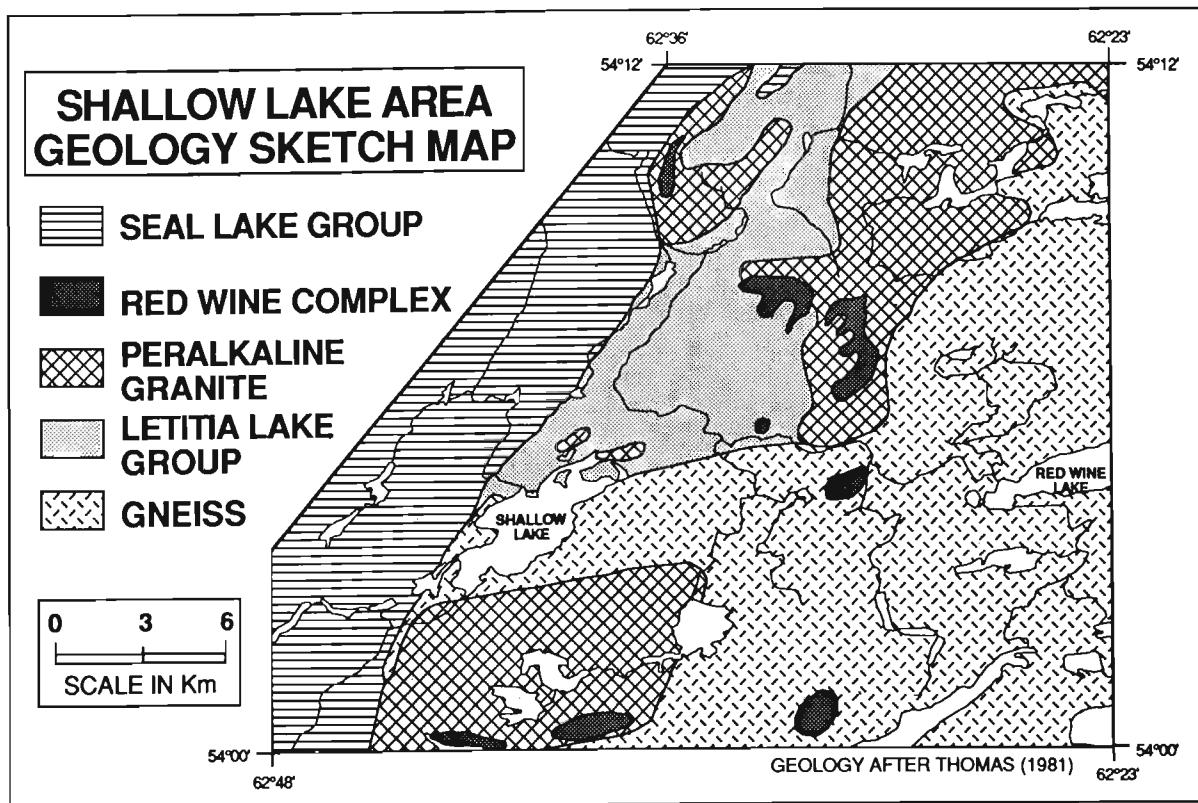 62°36'
62°23'
54°12'
54°12'
SHALLOW LAKE AREA
GEOLOGY SKETCH MAP
SEAL LAKE GROUP
RED WINE COMPLEX
PERALKALINE
GRANITE
LETITIA LAKE
GROUP
GNEISS
RED WINE
LAKE
SHALLOW
LAKE
0 3 6
SCALE IN Km
54°00'
54°00'
GEOLOGY AFTER THOMAS (1981)
62°48'
62°23'